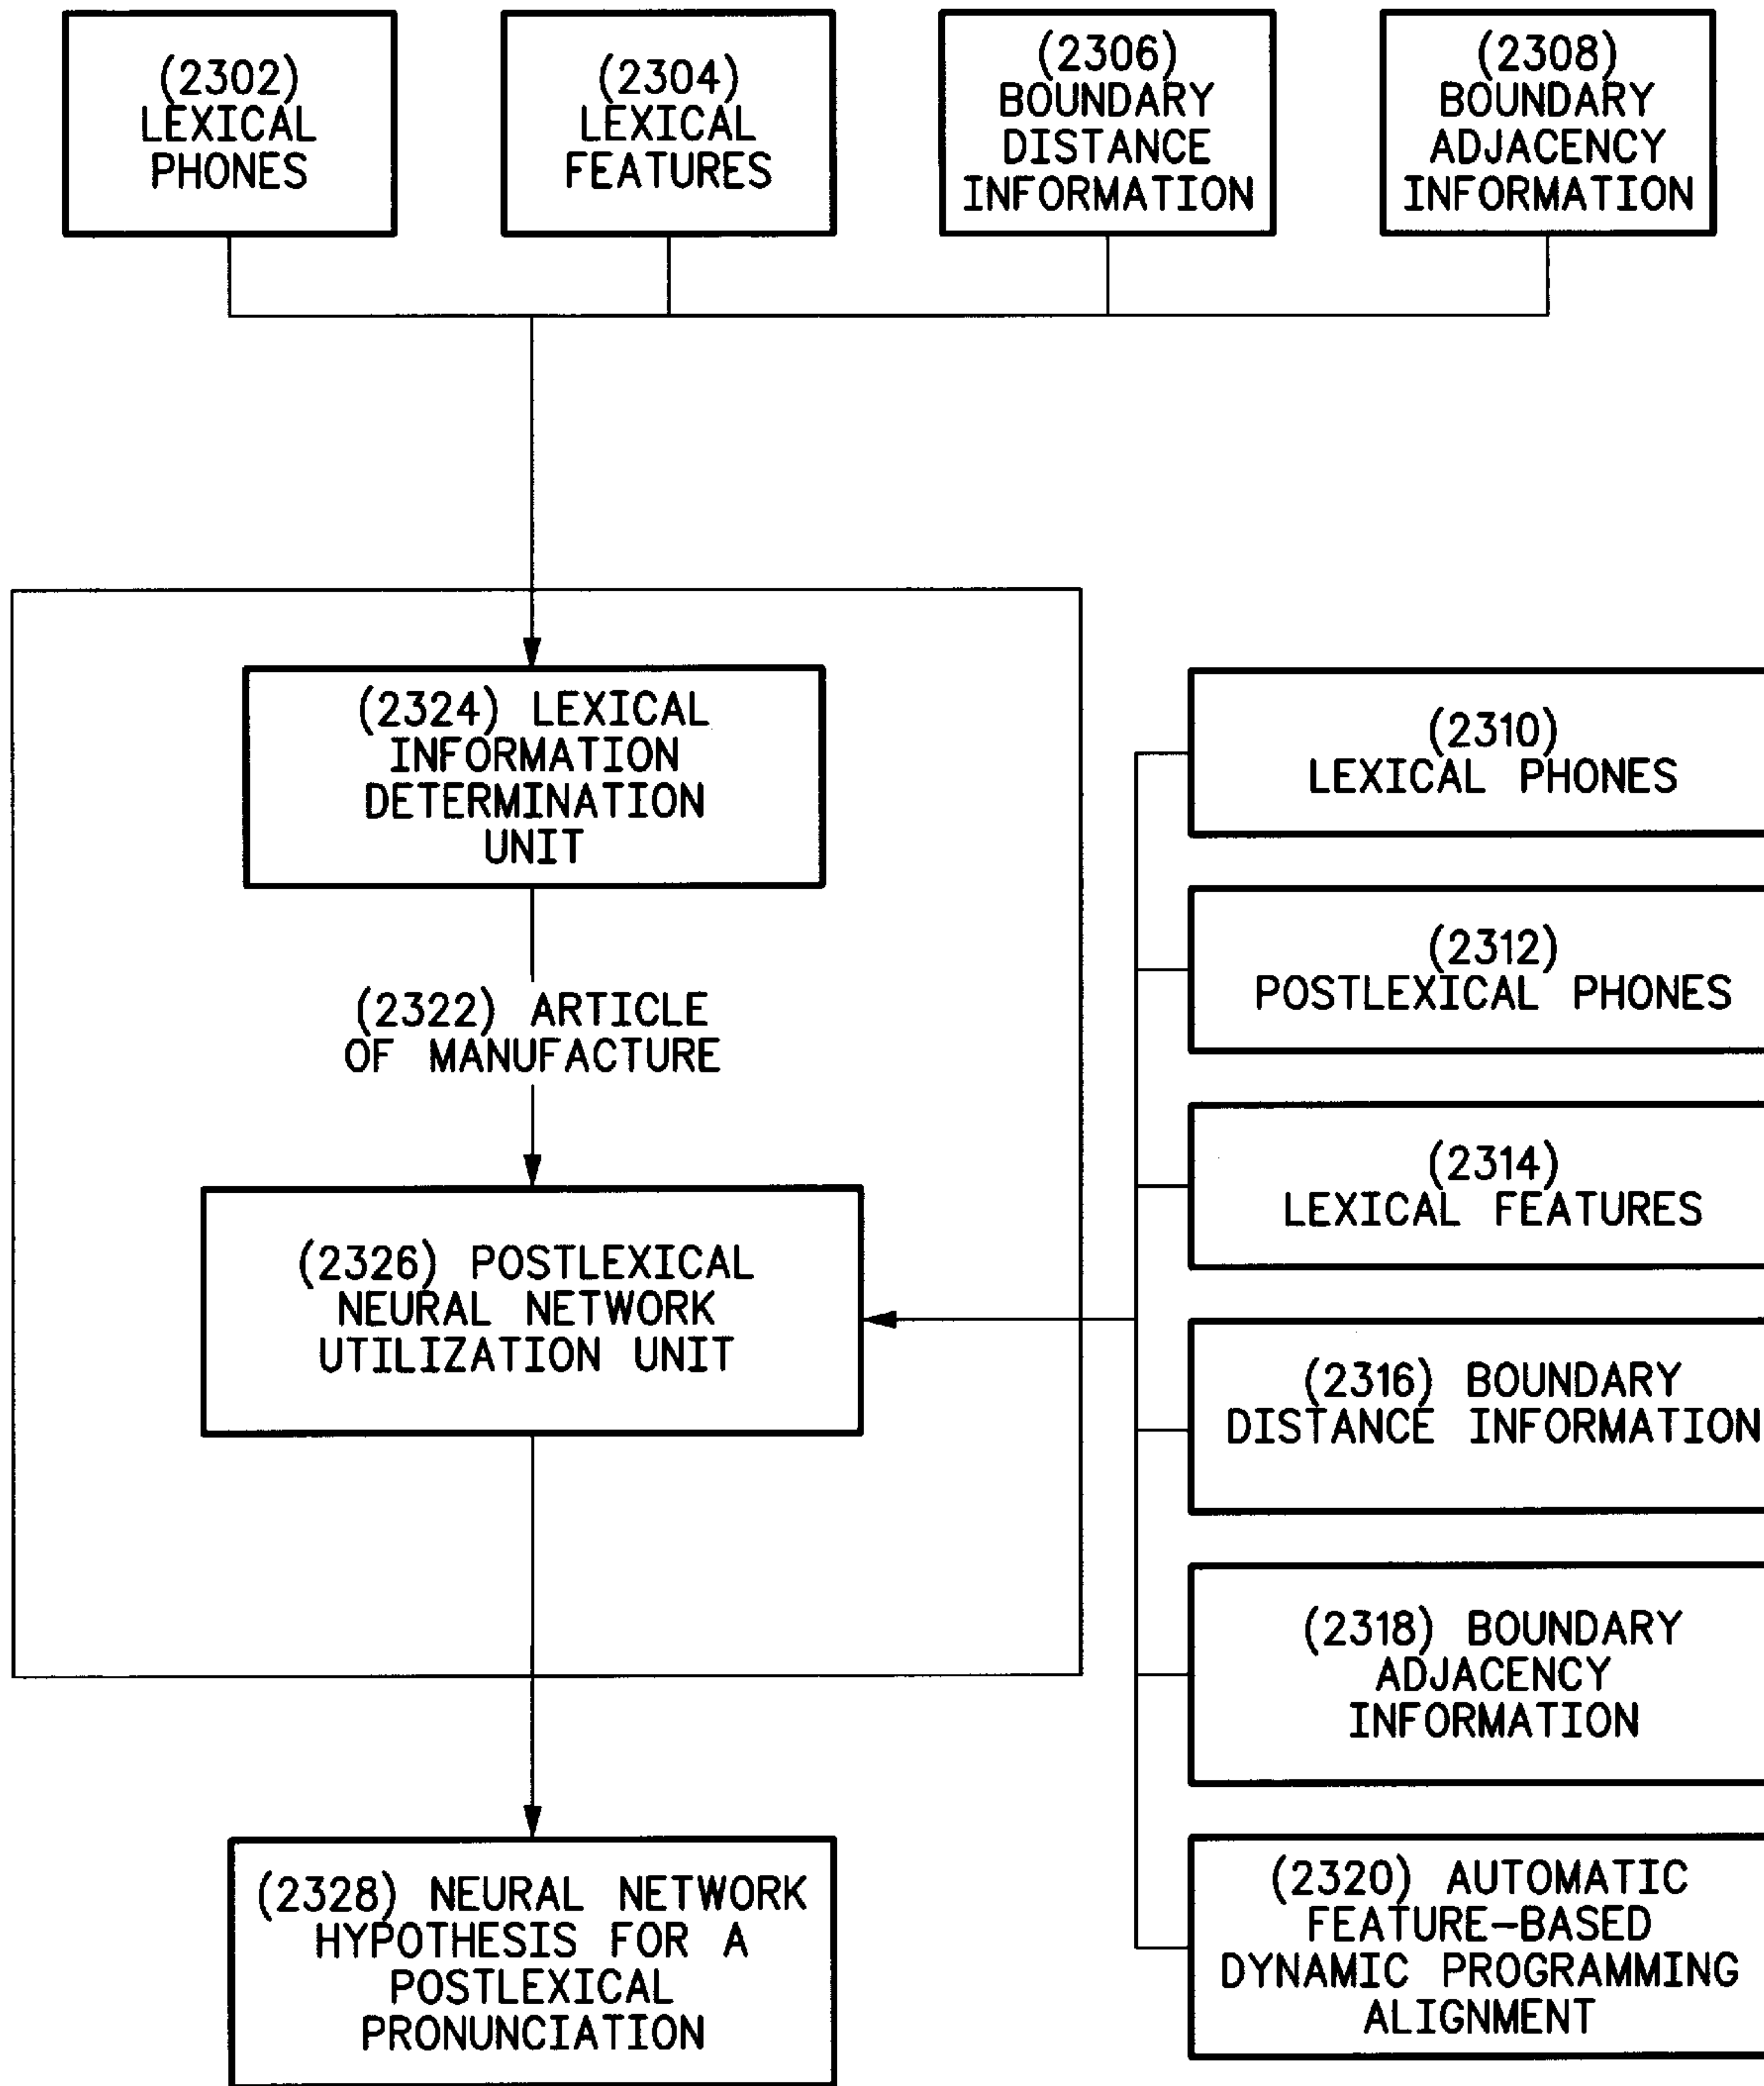 (2302)
LEXICAL
PHONES
(2304)
LEXICAL
FEATURES
(2306)
BOUNDARY
DISTANCE
INFORMATION
(2308)
BOUNDARY
ADJACENCY
INFORMATION
(2324) LEXICAL
INFORMATION
DETERMINATION
UNIT
(2322) ARTICLE
OF MANUFACTURE
(2326) POSTLEXICAL
NEURAL NETWORK
UTILIZATION UNIT
(2328) NEURAL NETWORK
HYPOTHESIS FOR A
POSTLEXICAL
PRONUNCIATION
(2310)
LEXICAL PHONES
(2312)
POSTLEXICAL PHONES
(2314)
LEXICAL FEATURES
(2316) BOUNDARY
DISTANCE INFORMATION
(2318) BOUNDARY
ADJACENCY
INFORMATION
(2320) AUTOMATIC
FEATURE-BASED
DYNAMIC PROGRAMMING
ALIGNMENT